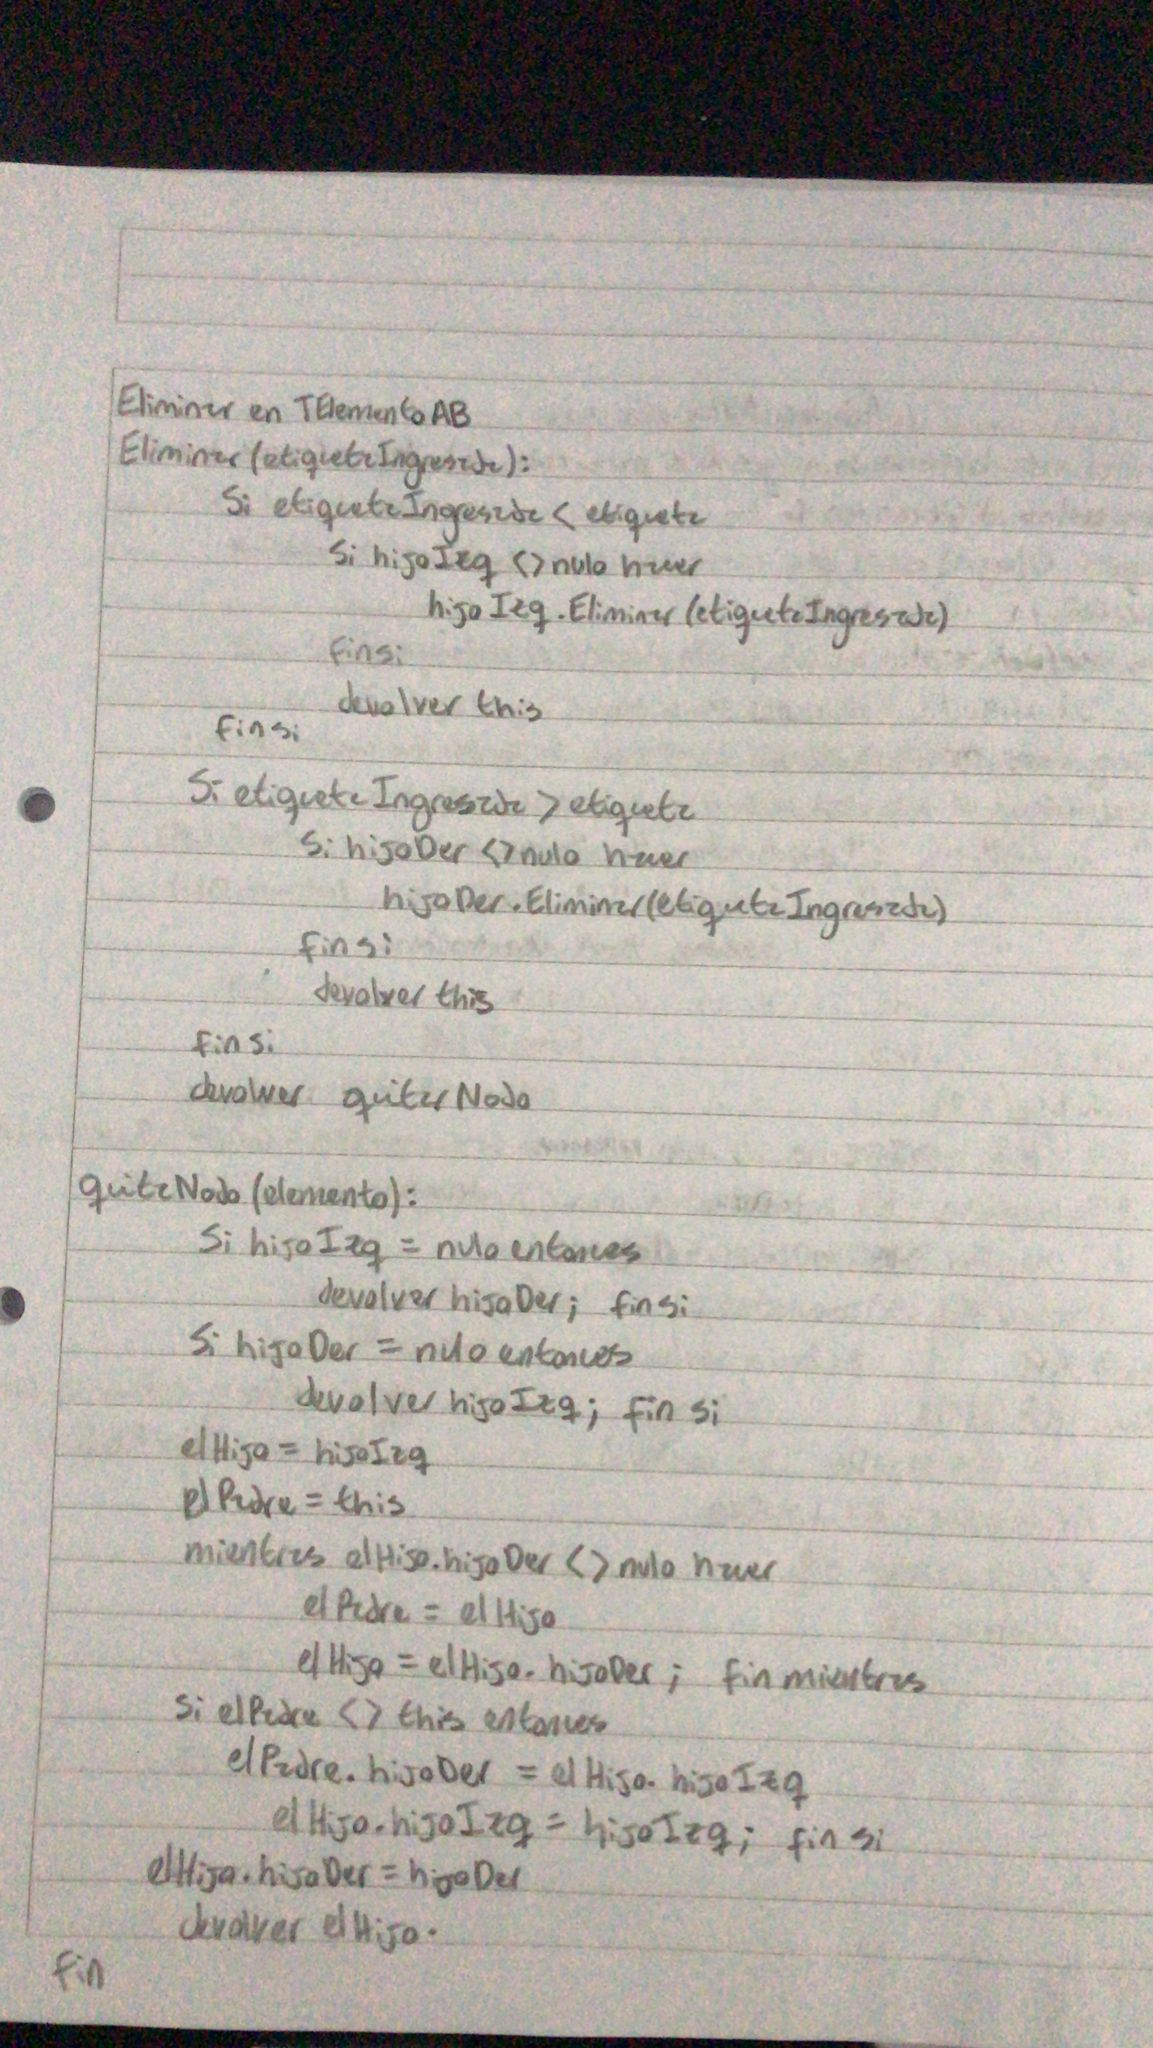 Eliminar en TElementoAB
Eliminar (etiquetaIngresada):
Si etiquetaIngresada < etiqueta
Si hijoIzq <> nulo hacer
hijoIzq.Eliminar (etiquetaIngresada)
finsi
devolver this
finsi
Si etiquetaIngresada > etiqueta
Si hijoDer <> nulo hacer
hijoDer.Eliminar(etiquetaIngresada)
finsi
devolver this
finsi
devolver quitarNodo
quitaNodo (elemento):
Si hijoIzq = nulo entonces
devolver hijoDer; finsi
Si hijoDer = nulo entonces
devolver hijoIzq; fin si
elHijo = hijoIzq
elPadre = this
mientras elHijo.hijoDer <> nulo hacer
elPadre = elHijo
elHijo = elHijo.hijoDer; fin mientras
Si elPadre <> this entonces
elPadre.hijoDer = elHijo.hijoIzq
elHijo.hijoIzq = hijoIzq; fin si
elHijo.hijoDer = hijoDer
devolver elHijo.
fin